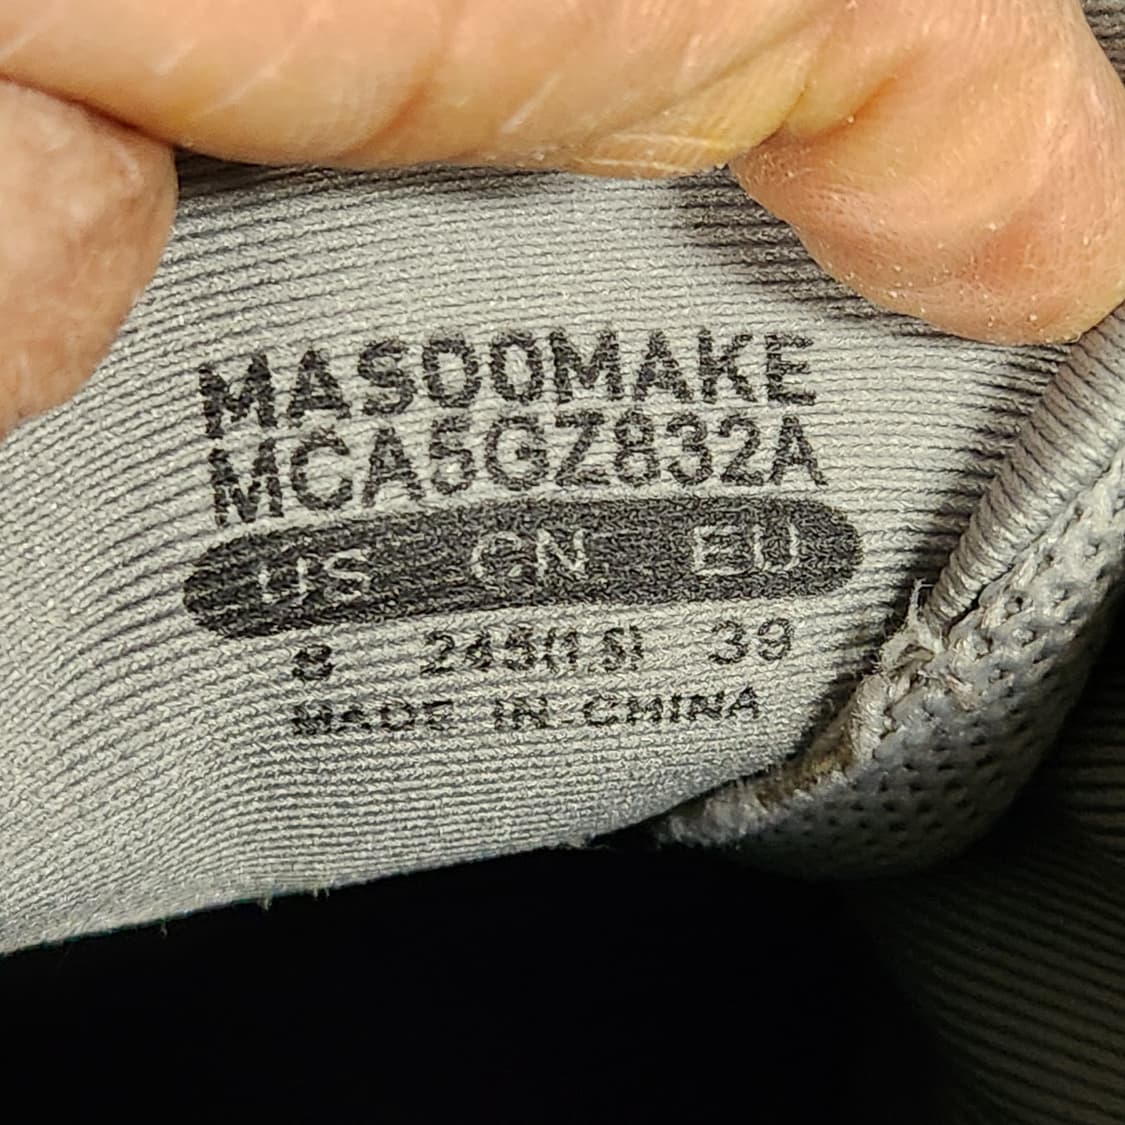 MASOOMAKE
MCA5GZ832A
US CN EU
8 245(1.5) 39
MADE IN CHINA